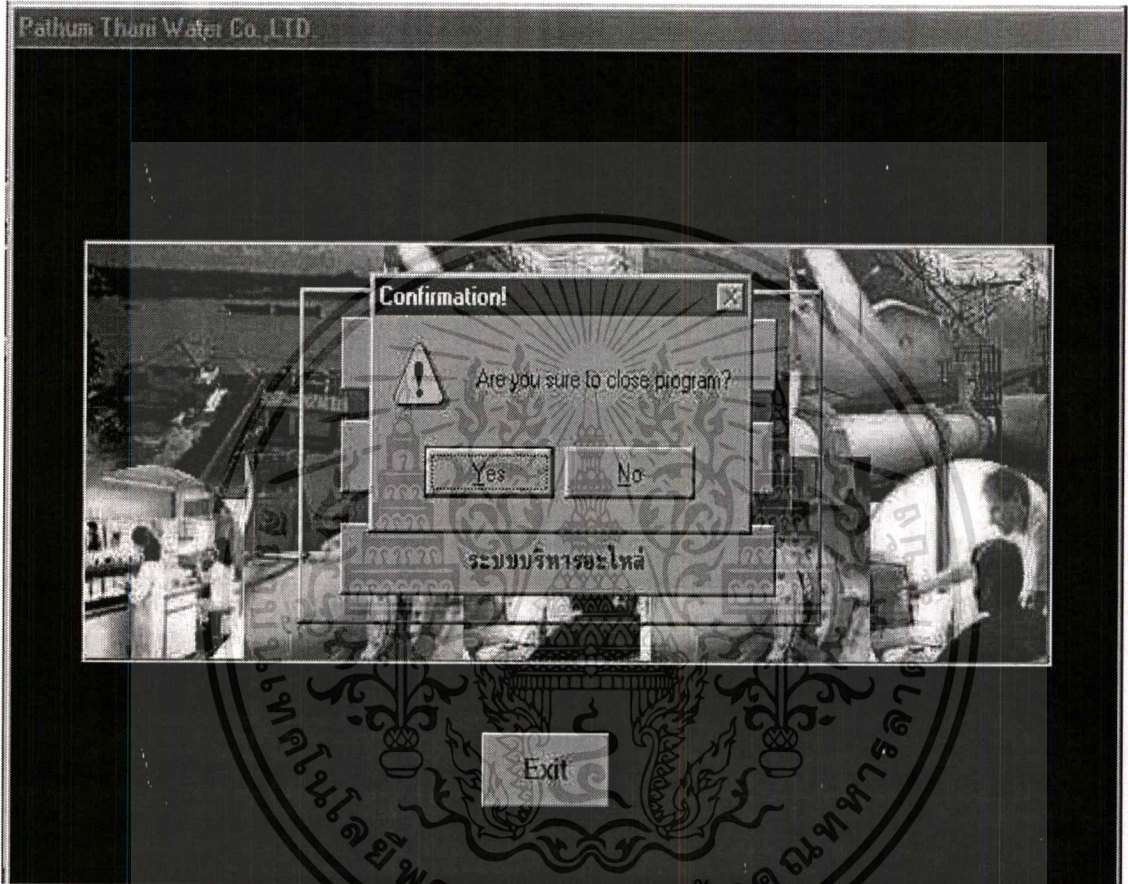 Pathum Thani Water Co.,LTD.
Confirmation!
Are you sure to close program?
Yes
No
ระบบบริหารอะไหล่
Exit